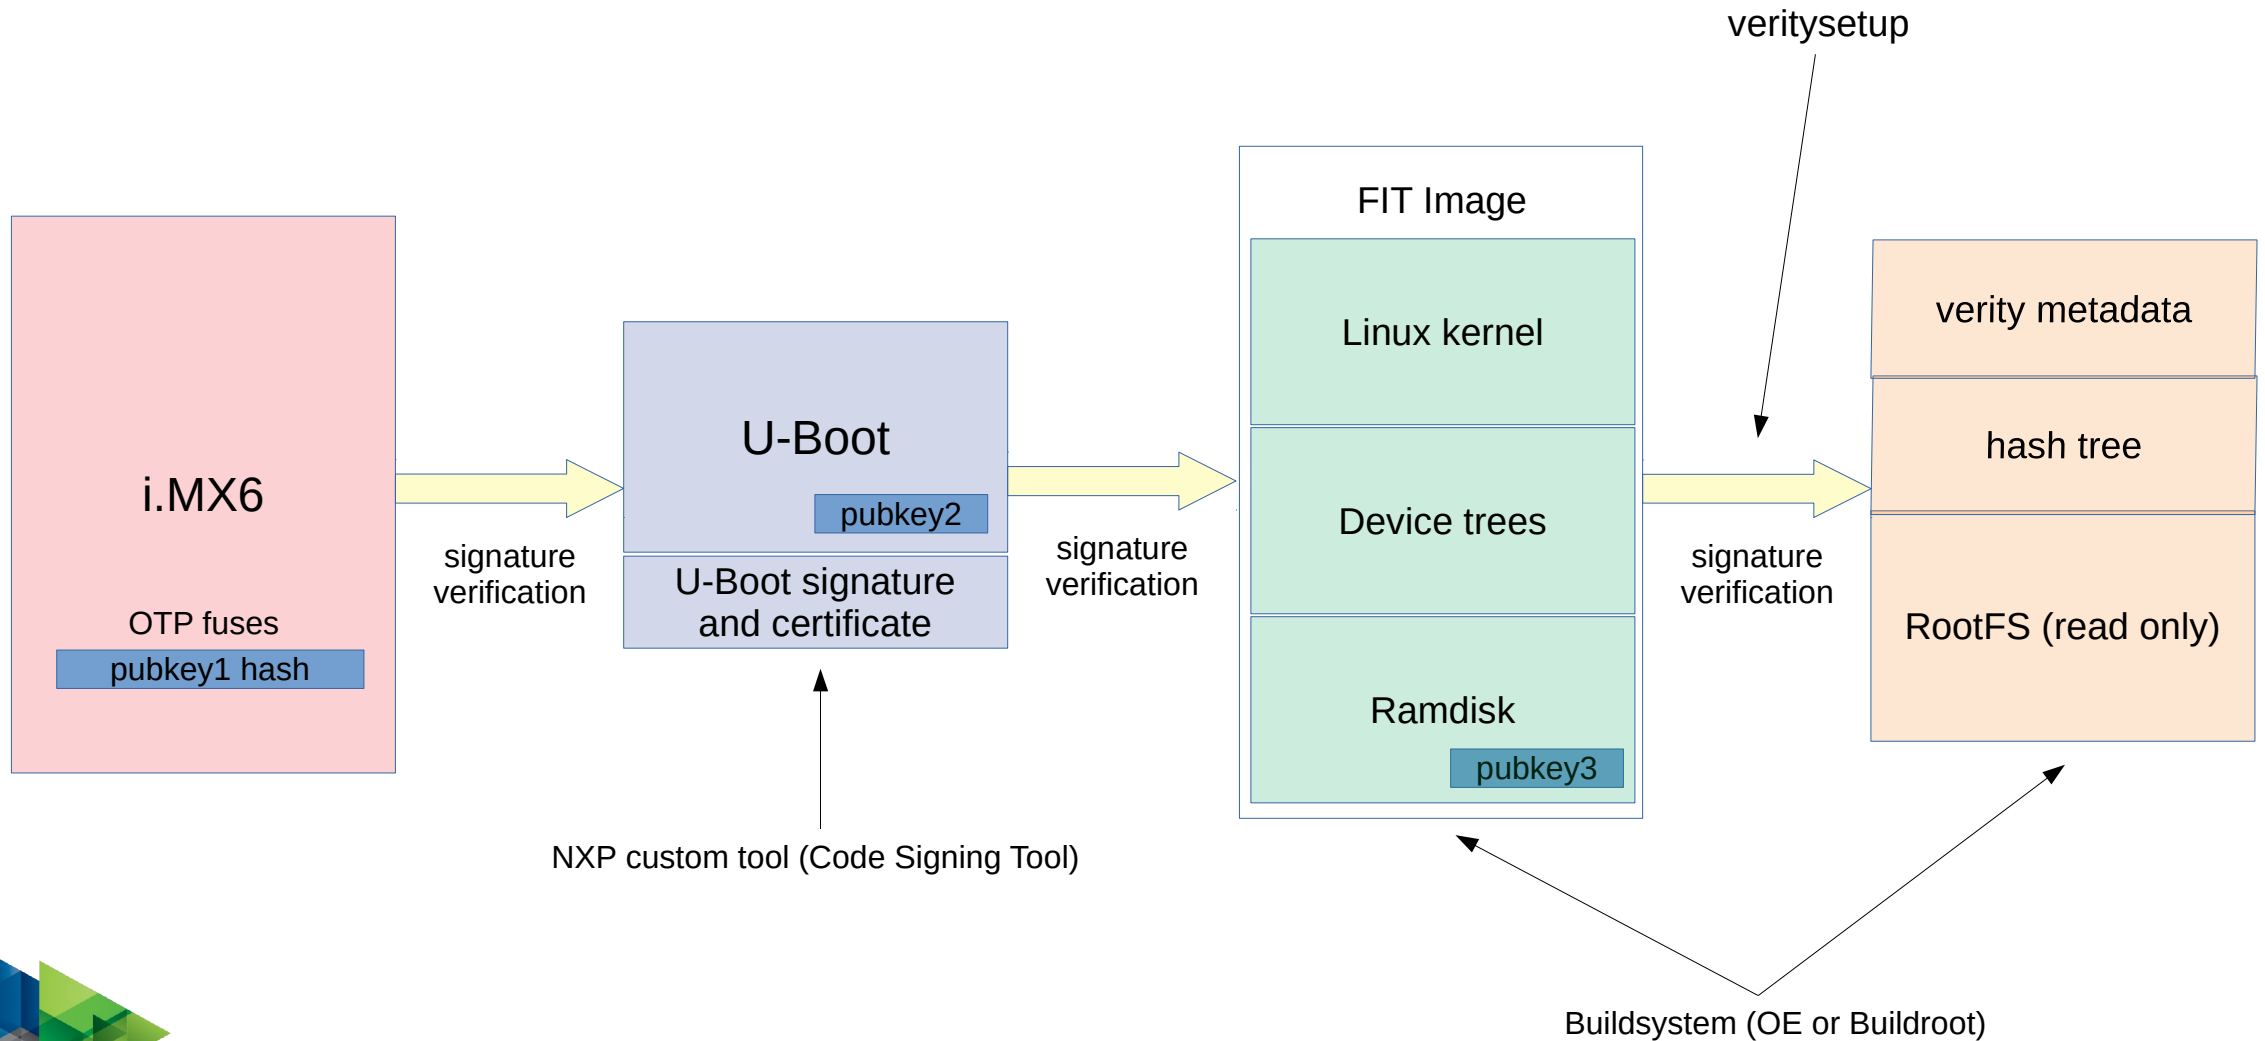 veritysetup
i.MX6
OTP fuses
pubkey1 hash
signature
verification
U-Boot
pubkey2
U-Boot signature
and certificate
NXP custom tool (Code Signing Tool)
signature
verification
FIT Image
Linux kernel
Device trees
Ramdisk
pubkey3
signature
verification
verity metadata
hash tree
RootFS (read only)
Buildsystem (OE or Buildroot)